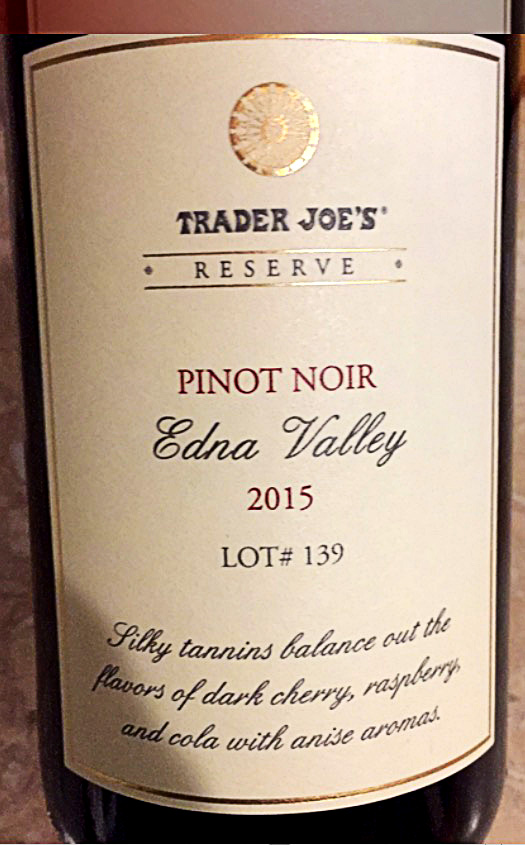 TRADER JOE'S®
RESERVE
PINOT NOIR
Edna Valley
2015
LOT# 139
Silky tannins balance out the
flavors of dark cherry, raspberry,
and cola with anise aromas.